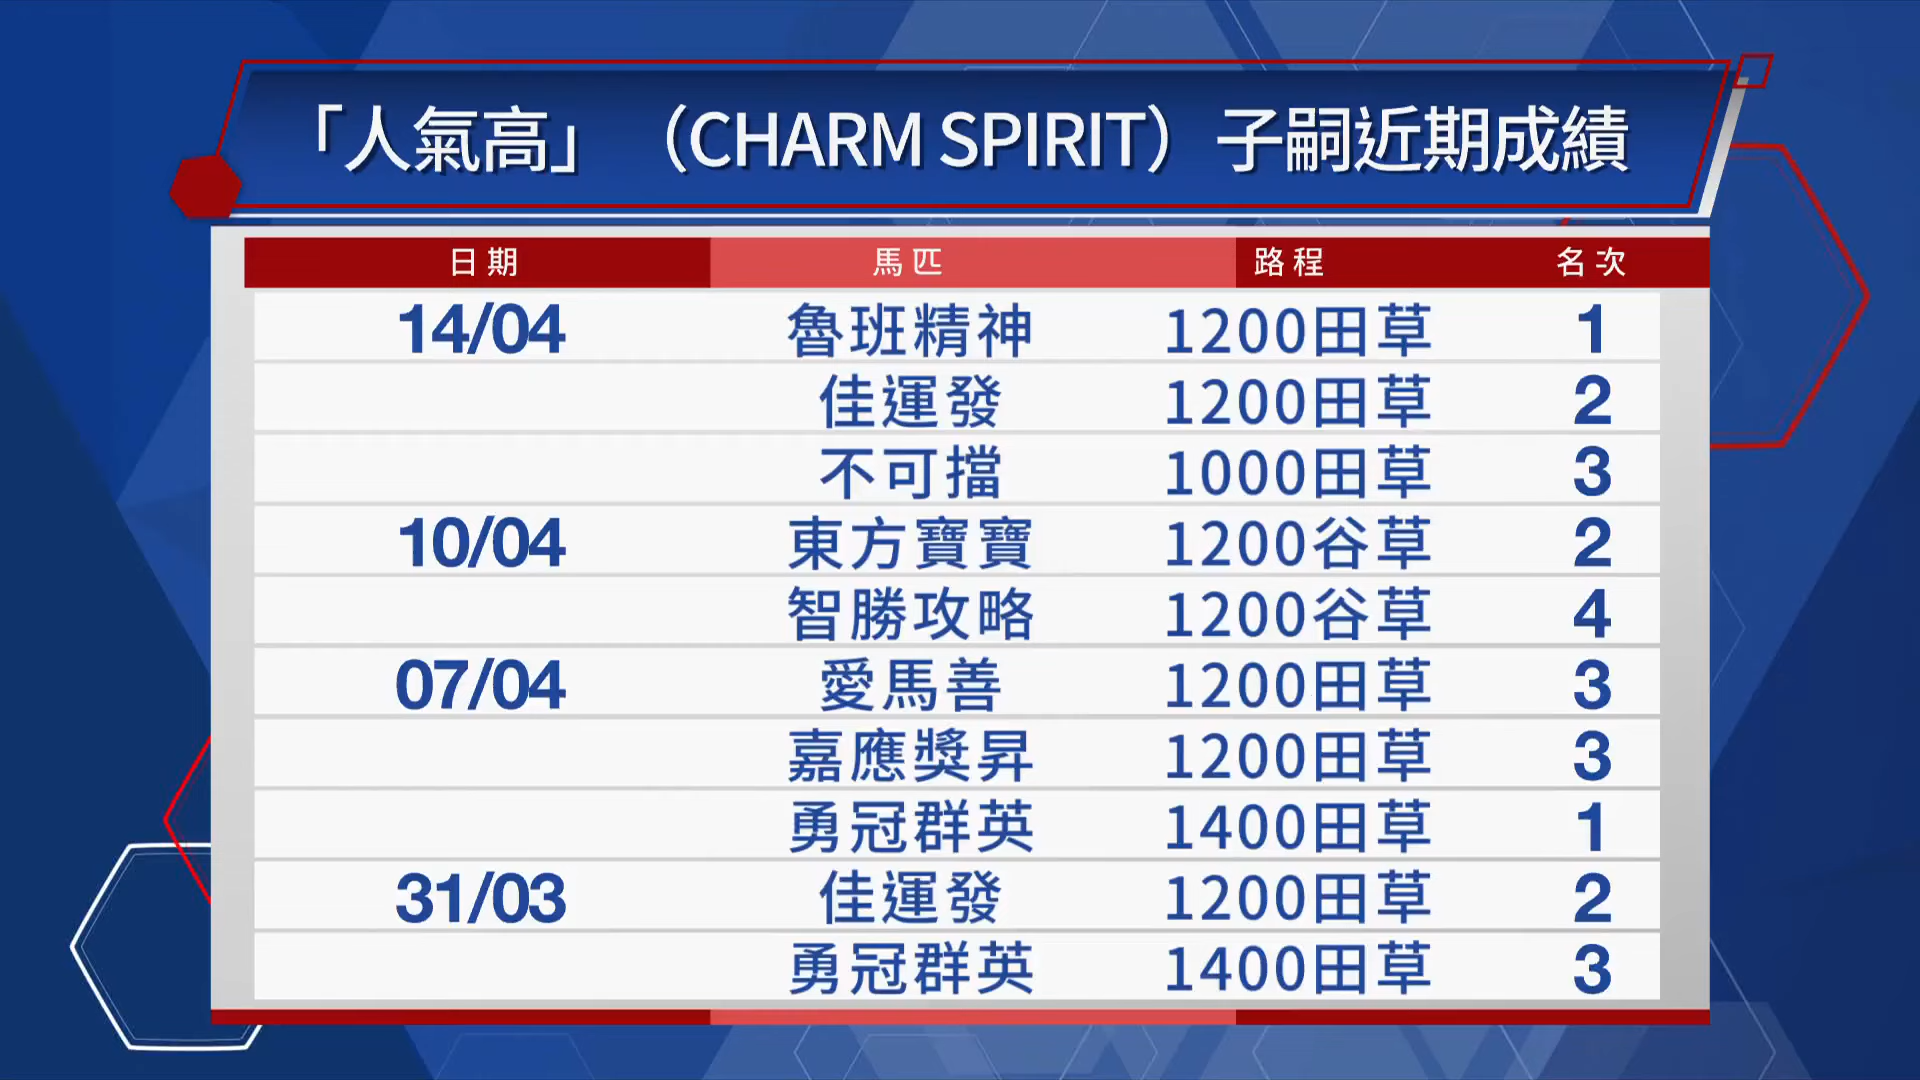 「人氣高」（CHARM SPIRIT）子嗣近期成績
日期 馬匹 路程 名次
14/04 魯班精神 1200田草 1
佳運發 1200田草 2
不可擋 1000田草 3
10/04 東方寶寶 1200谷草 2
智勝攻略 1200谷草 4
07/04 愛馬善 1200田草 3
嘉應獎昇 1200田草 3
勇冠群英 1400田草 1
31/03 佳運發 1200田草 2
勇冠群英 1400田草 3